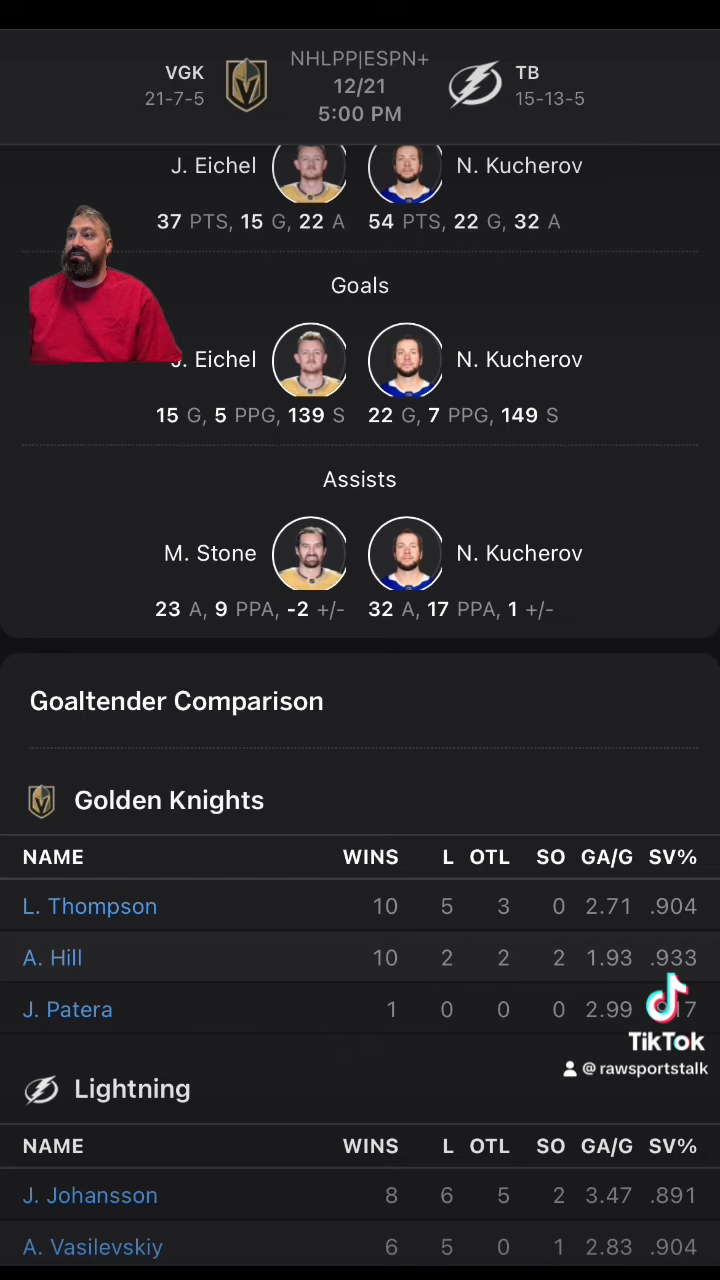 NHLPP|ESPN+
VGK 12/21 TB
21-7-5 5:00 PM 15-13-5
J. Eichel N. Kucherov
37 PTS, 15 G, 22 A 54 PTS, 22 G, 32 A
Goals
J. Eichel N. Kucherov
15 G, 5 PPG, 139 S 22 G, 7 PPG, 149 S
Assists
M. Stone N. Kucherov
23 A, 9 PPA, -2 +/- 32 A, 17 PPA, 1 +/-
Goaltender Comparison
Golden Knights
NAME WINS L OTL SO GA/G SV%
L. Thompson 10 5 3 0 2.71 .904
A. Hill 10 2 2 2 1.93 .933
J. Patera 1 0 0 0 2.99
TikTok
@rawsportstalk
Lightning
NAME WINS L OTL SO GA/G SV%
J. Johansson 8 6 5 2 3.47 .891
A. Vasilevskiy 6 5 0 1 2.83 .904